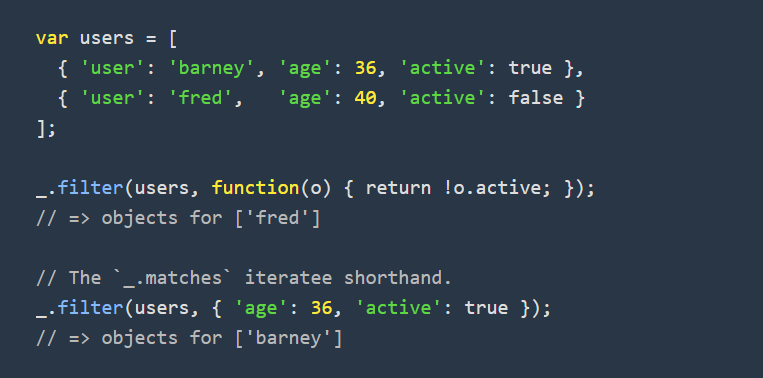 var users = [
  { 'user': 'barney', 'age': 36, 'active': true },
  { 'user': 'fred',   'age': 40, 'active': false }
];
_.filter(users, function(o) { return !o.active; });
// => objects for ['fred']
// The `_.matches` iteratee shorthand.
_.filter(users, { 'age': 36, 'active': true });
// => objects for ['barney']